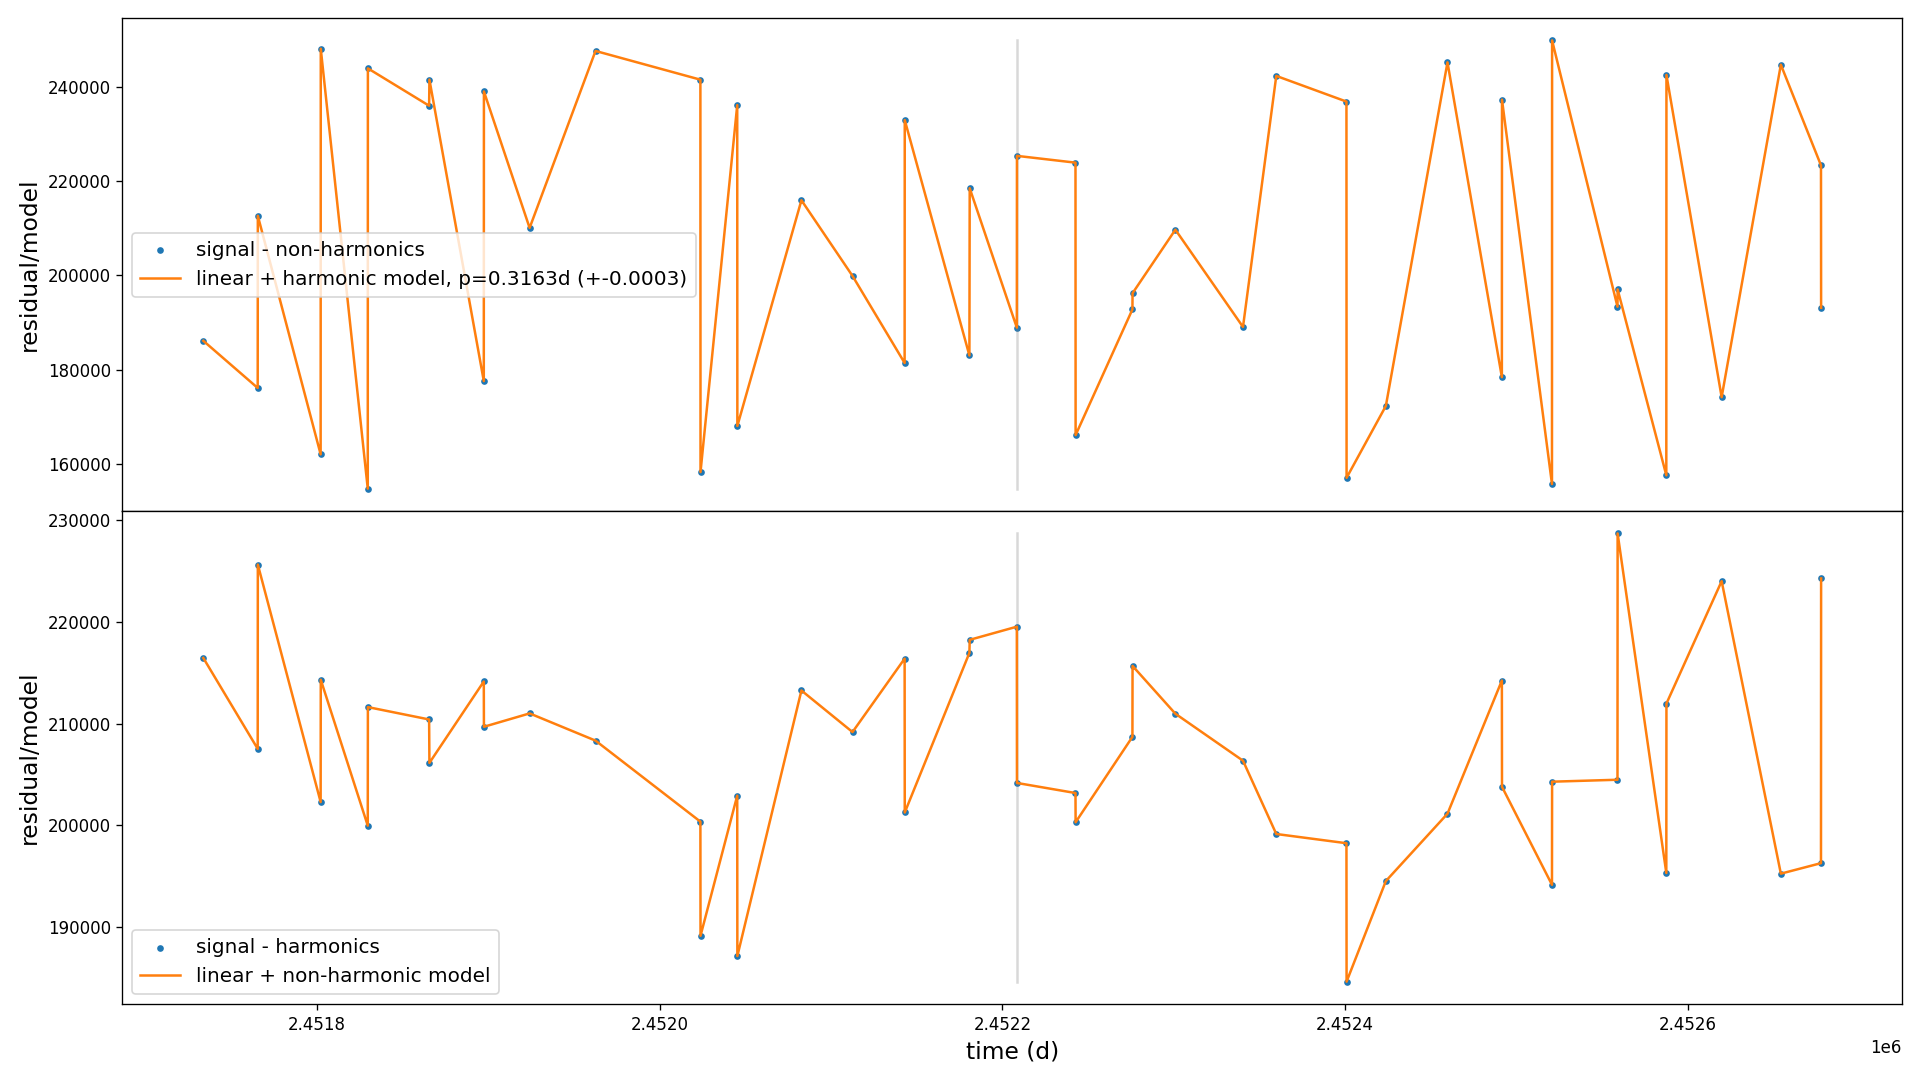 240000
220000
200000
180000
160000
residual/model
signal - non-harmonics
linear + harmonic model, p=0.3163d (+-0.0003)
230000
220000
210000
200000
190000
residual/model
signal - harmonics
linear + non-harmonic model
2.4518
2.4520
2.4522
2.4524
2.4526
1e6
time (d)